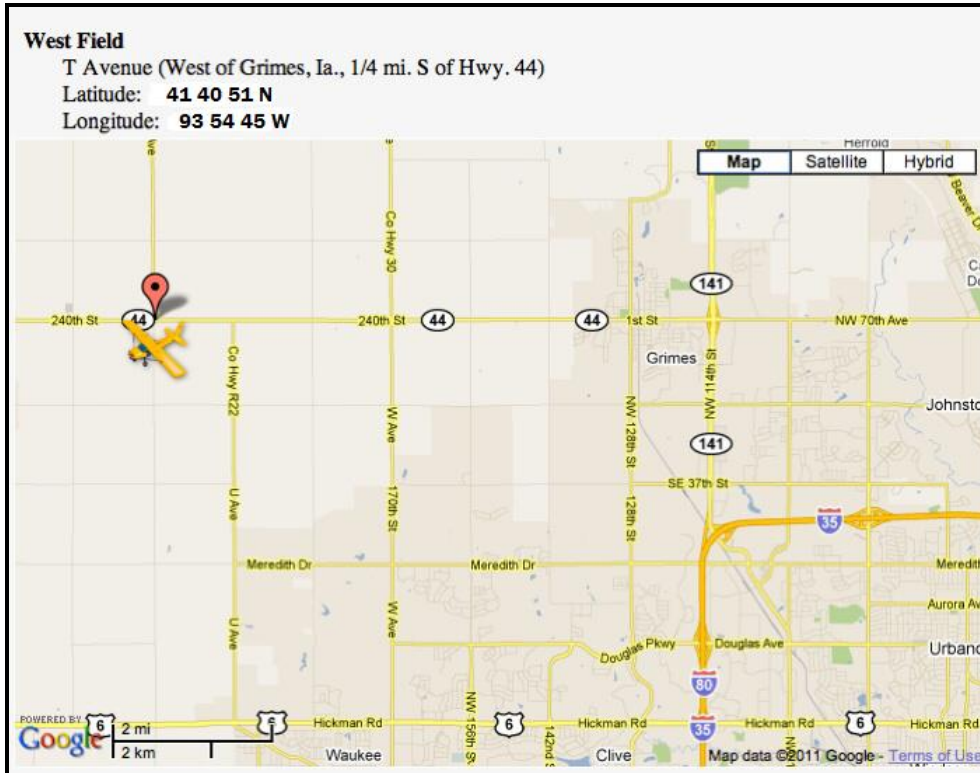 West Field
T Avenue (West of Grimes, Ia., 1/4 mi. S of Hwy. 44)
Latitude: 41 40 51 N
Longitude: 93 54 45 W
Map Satellite Hybrid
Herrold
Beaver
Co Hwy 30
141
240th St 44 240th St 44 44 1st St NW 70th Ave
Grimes
NW 114th St
Co Hwy R22
W Ave
NW 128th St
Johnsto
141
SE 37th St
U Ave
170th St
128th St
35
Meredith Dr Meredith Dr Meredit
Aurora Av
U Ave
W Ave
Douglas Pkwy Douglas Ave
Urbanc
80
NW 156th St
142nd S
POWERED BY
Google
6 6 Hickman Rd 6 Hickman Rd 35 Hickman Rd 6 Hickman Rd
2 mi
2 km
Waukee Clive
Map data ©2011 Google - Terms of Use